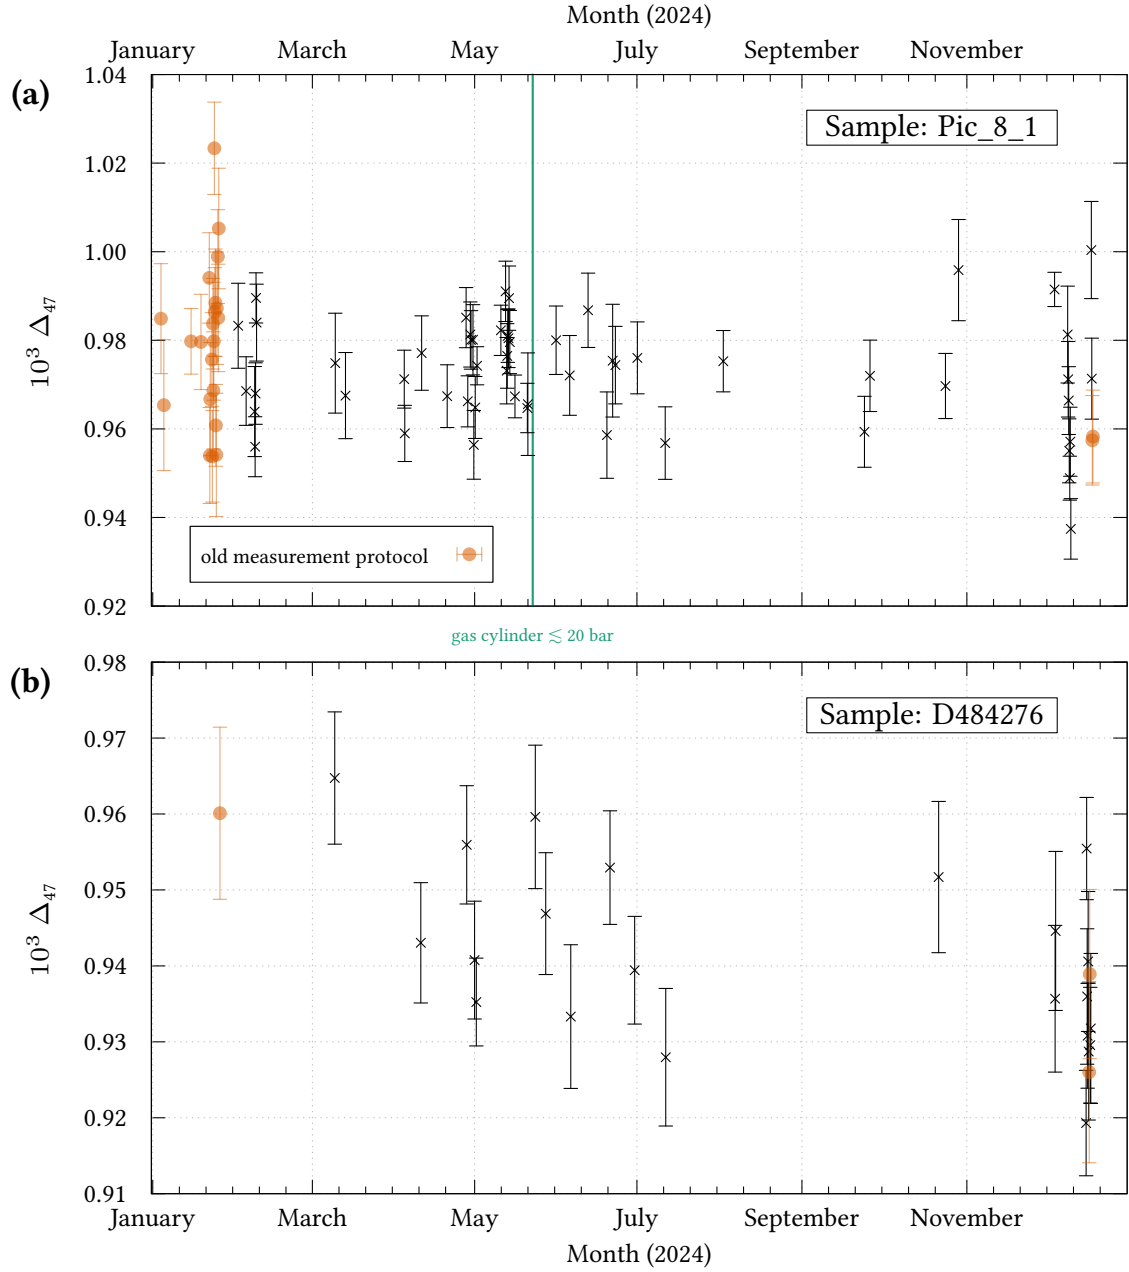 Month (2024)
January March May July September November
(a)
1.04
Sample: Pic_8_1
1.02
1.00
0.98
10³ Δ₄₇
0.96
0.94
old measurement protocol
0.92
gas cylinder ≲ 20 bar
(b)
0.98
Sample: D484276
0.97
0.96
0.95
10³ Δ₄₇
0.94
0.93
0.92
0.91
January March May July September November
Month (2024)